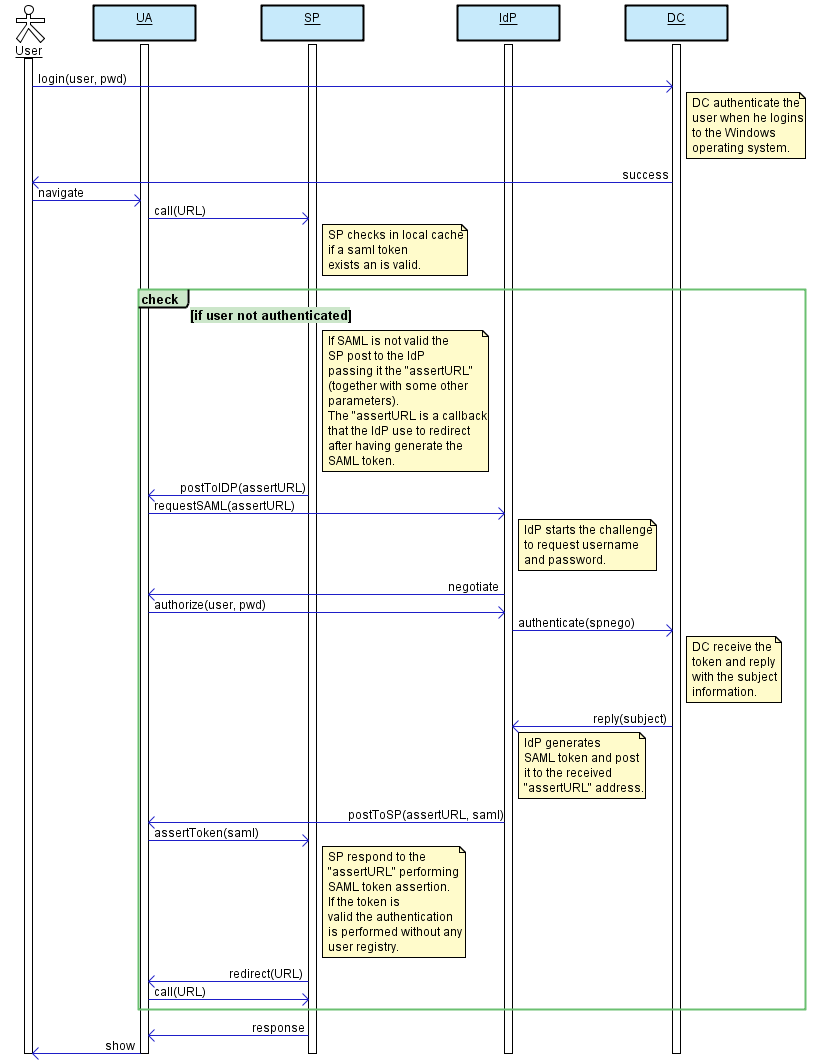 UA
SP
IdP
DC
User
login(user, pwd)
DC authenticate the
user when he logins
to the Windows
operating system.
success
navigate
call(URL)
SP checks in local cache
if a saml token
exists an is valid.
check
[if user not authenticated]
If SAML is not valid the
SP post to the IdP
passing it the "assertURL"
(together with some other
parameters).
The "assertURL is a callback
that the IdP use to redirect
after having generate the
SAML token.
postToIDP(assertURL)
requestSAML(assertURL)
IdP starts the challenge
to request username
and password.
negotiate
authorize(user, pwd)
authenticate(spnego)
DC receive the
token and reply
with the subject
information.
reply(subject)
IdP generates
SAML token and post
it to the received
"assertURL" address.
postToSP(assertURL, saml)
assertToken(saml)
SP respond to the
"assertURL" performing
SAML token assertion.
If the token is
valid the authentication
is performed without any
user registry.
redirect(URL)
call(URL)
response
show